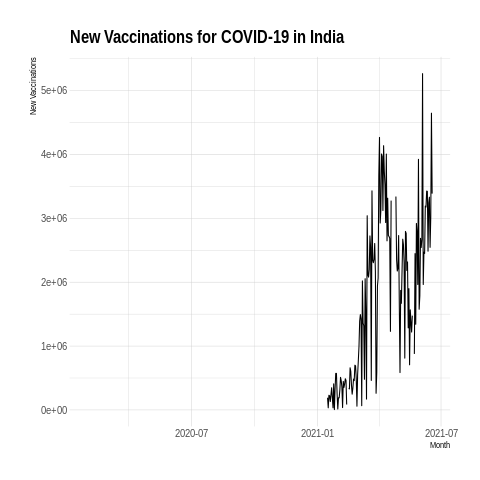 New Vaccinations for COVID-19 in India
New Vaccinations
5e+06
4e+06
3e+06
2e+06
1e+06
0e+00
2020-07
2021-01
2021-07
Month